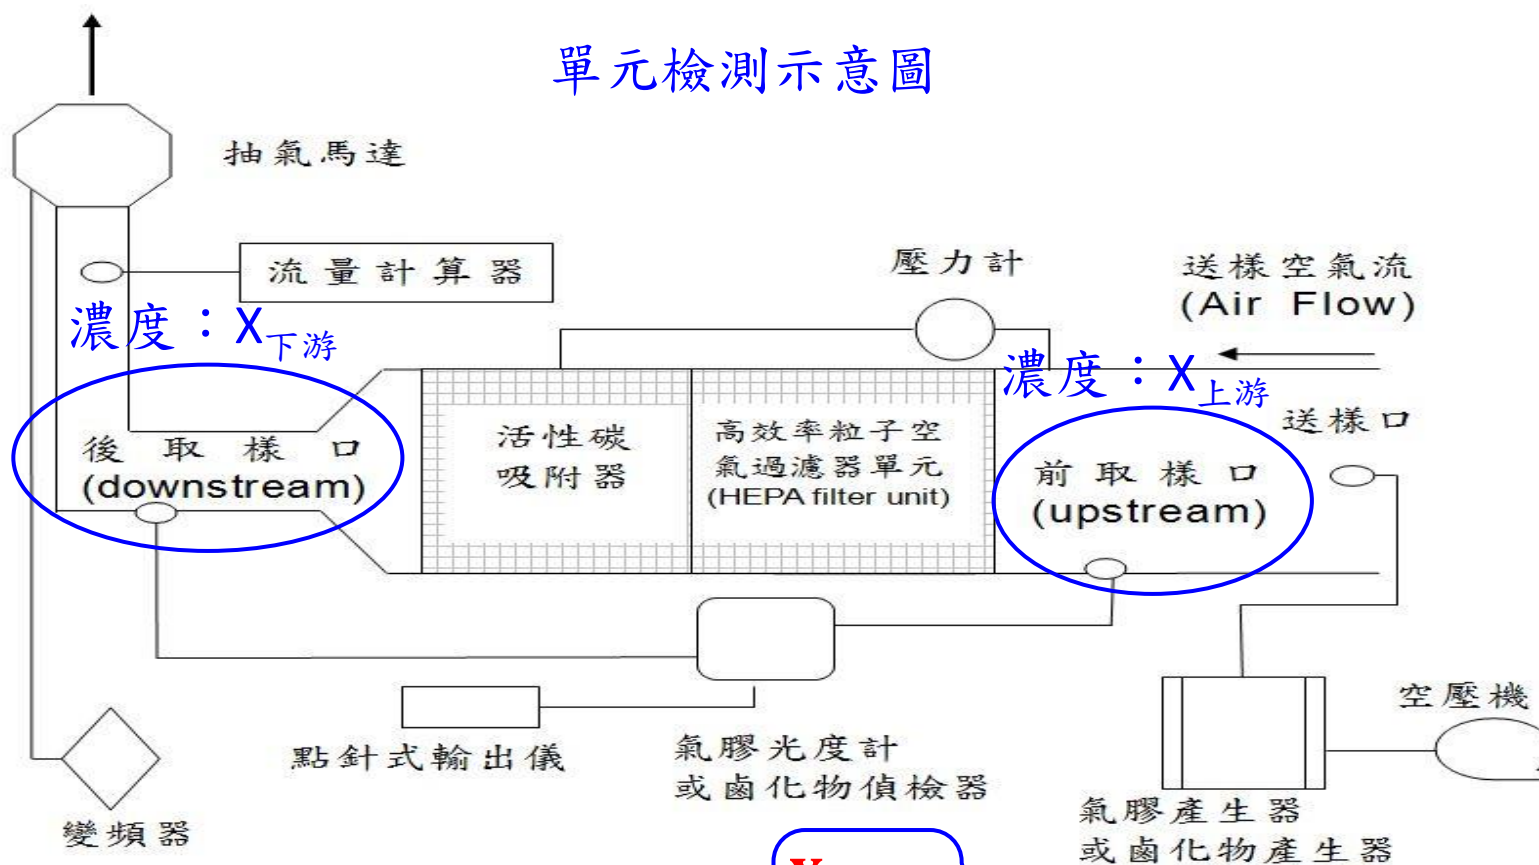 單元檢測示意圖
抽氣馬達
流量計算器
壓力計
送樣空氣流
(Air Flow)
濃度：X下游
濃度：X上游
送樣口
後取樣口
(downstream)
活性碳
吸附器
高效率粒子空
氣過濾器單元
(HEPA filter unit)
前取樣口
(upstream)
空壓機
點針式輸出儀
氣膠光度計
或鹵化物偵檢器
氣膠產生器
或鹵化物產生器
變頻器
X